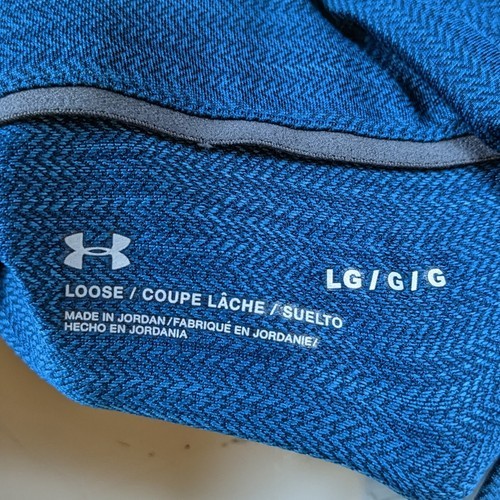 LG / G / G
LOOSE / COUPE LÂCHE / SUELTO
MADE IN JORDAN / FABRIQUÉ EN JORDANIE /
HECHO EN JORDANIA